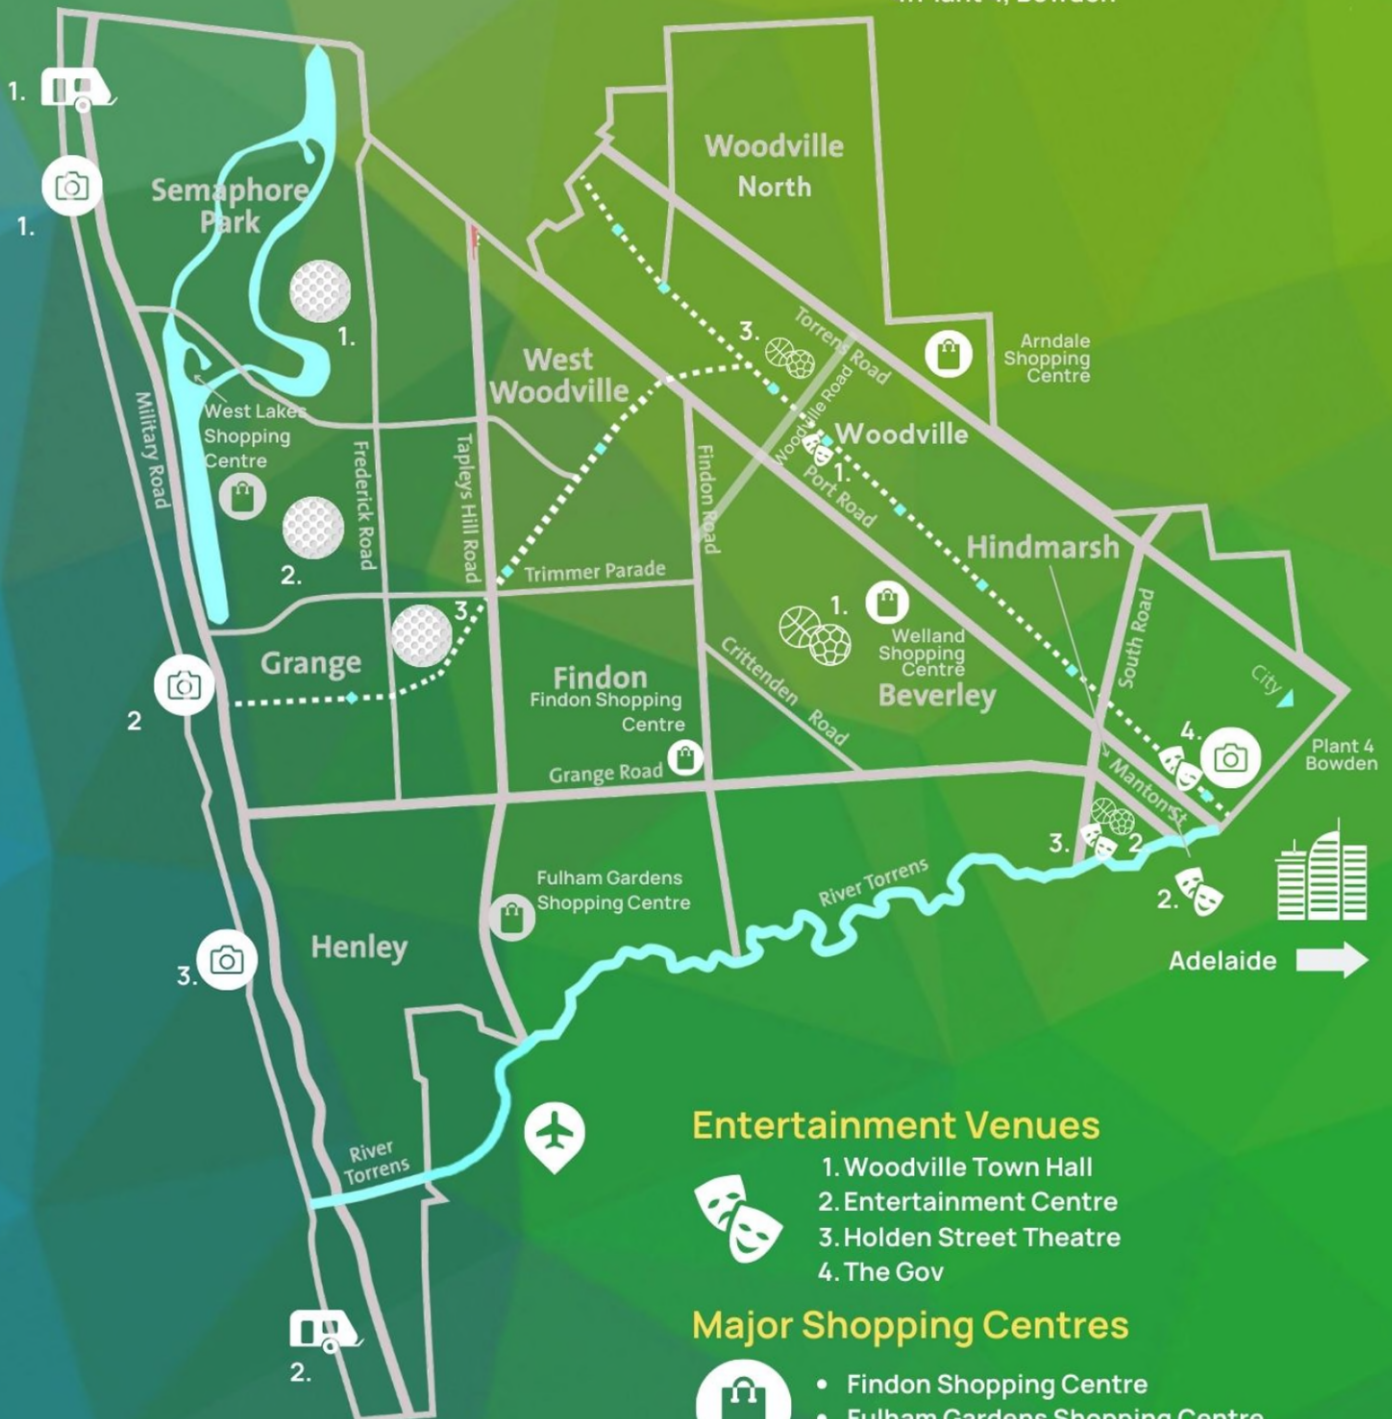 1.
1.
Semaphore
Park
1.
Woodville
North
3.
Torrens Road
Woodville Road
Arndale
Shopping
Centre
West
Woodville
West Lakes
Shopping
Centre
Military Road
Frederick Road
Tapleys Hill Road
Findon Road
Woodville
1.
Port Road
2.
Hindmarsh
Trimmer Parade
3.
1.
Welland
Shopping
Centre
Beverley
South Road
Crittenden Road
Grange
Findon
Findon Shopping
Centre
City
2
4.
Plant 4
Bowden
Grange Road
Manton St
3.
2
River Torrens
2.
Fulham Gardens
Shopping Centre
Henley
3.
Adelaide
River
Torrens
2.
Entertainment Venues
1. Woodville Town Hall
2. Entertainment Centre
3. Holden Street Theatre
4. The Gov
Major Shopping Centres
• Findon Shopping Centre
• Fulham Gardens Shopping Centre